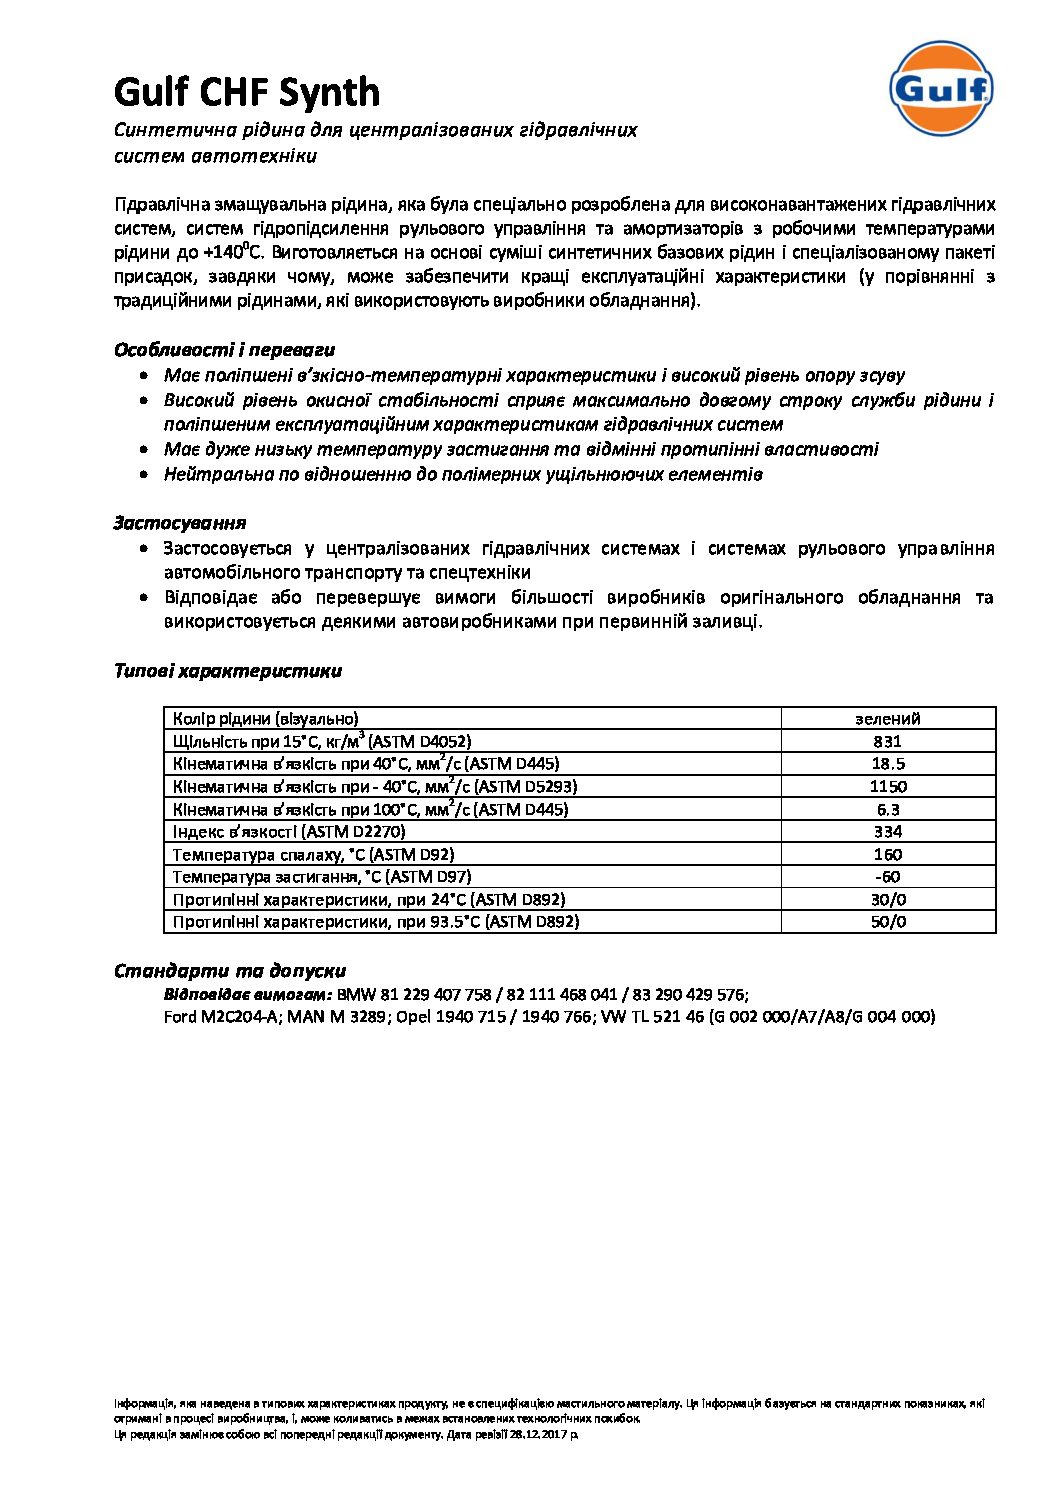 Gulf CHF Synth
Gulf
Синтетична рідина для централізованих гідравлічних
систем автотехніки
Гідравлічна змащувальна рідина, яка була спеціально розроблена для високонавантажених гідравлічних
систем, систем гідропідсилення рульового управління та амортизаторів з робочими температурами
рідини до +140⁰С. Виготовляється на основі суміші синтетичних базових рідин і спеціалізованому пакеті
присадок, завдяки чому, може забезпечити кращі експлуатаційні характеристики (у порівнянні з
традиційними рідинами, які використовують виробники обладнання).
Особливості і переваги
• Має поліпшені в’зкісно-температурні характеристики і високий рівень опору зсуву
• Високий рівень окисної стабільності сприяє максимально довгому строку служби рідини і
поліпшеним експлуатаційним характеристикам гідравлічних систем
• Має дуже низьку температуру застигання та відмінні протипінні властивості
• Нейтральна по відношенню до полімерних ущільнюючих елементів
Застосування
• Застосовується у централізованих гідравлічних системах і системах рульового управління
автомобільного транспорту та спецтехніки
• Відповідає або перевершує вимоги більшості виробників оригінального обладнання та
використовується деякими автовиробниками при первинній заливці.
Типові характеристики
Колір рідини (візуально) зелений
Щільність при 15˚С, кг/м³ (ASTM D4052) 831
Кінематична в’язкість при 40˚С, мм²/с (ASTM D445) 18.5
Кінематична в’язкість при - 40˚С, мм²/с (ASTM D5293) 1150
Кінематична в’язкість при 100˚С, мм²/с (ASTM D445) 6.3
Індекс в’язкості (ASTM D2270) 334
Температура спалаху, ˚С (ASTM D92) 160
Температура застигання, ˚С (ASTM D97) -60
Протипінні характеристики, при 24˚С (ASTM D892) 30/0
Протипінні характеристики, при 93.5˚С (ASTM D892) 50/0
Стандарти та допуски
Відповідає вимогам: BMW 81 229 407 758 / 82 111 468 041 / 83 290 429 576;
Ford M2C204-A; MAN M 3289; Opel 1940 715 / 1940 766; VW TL 521 46 (G 002 000/A7/A8/G 004 000)
Інформація, яка наведена в типових характеристиках продукту, не є специфікацією мастильного матеріалу. Ця інформація базується на стандартних показниках, які
отримані в процесі виробництва, і, може коливатись в межах встановлених технологічних похибок.
Ця редакція замінює собою всі попередні редакції документу. Дата ревізії 28.12.2017 р.